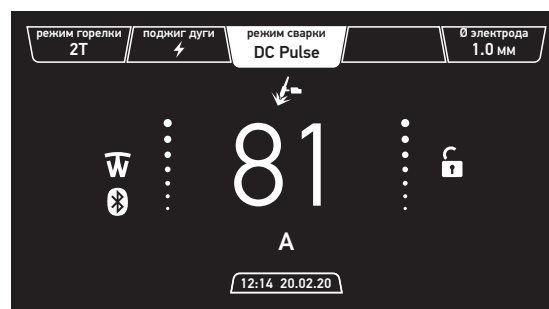 режим горелки
2T
поджиг дуги
режим сварки
DC Pulse
Ø электрода
1.0 мм
81
A
12:14 20.02.20